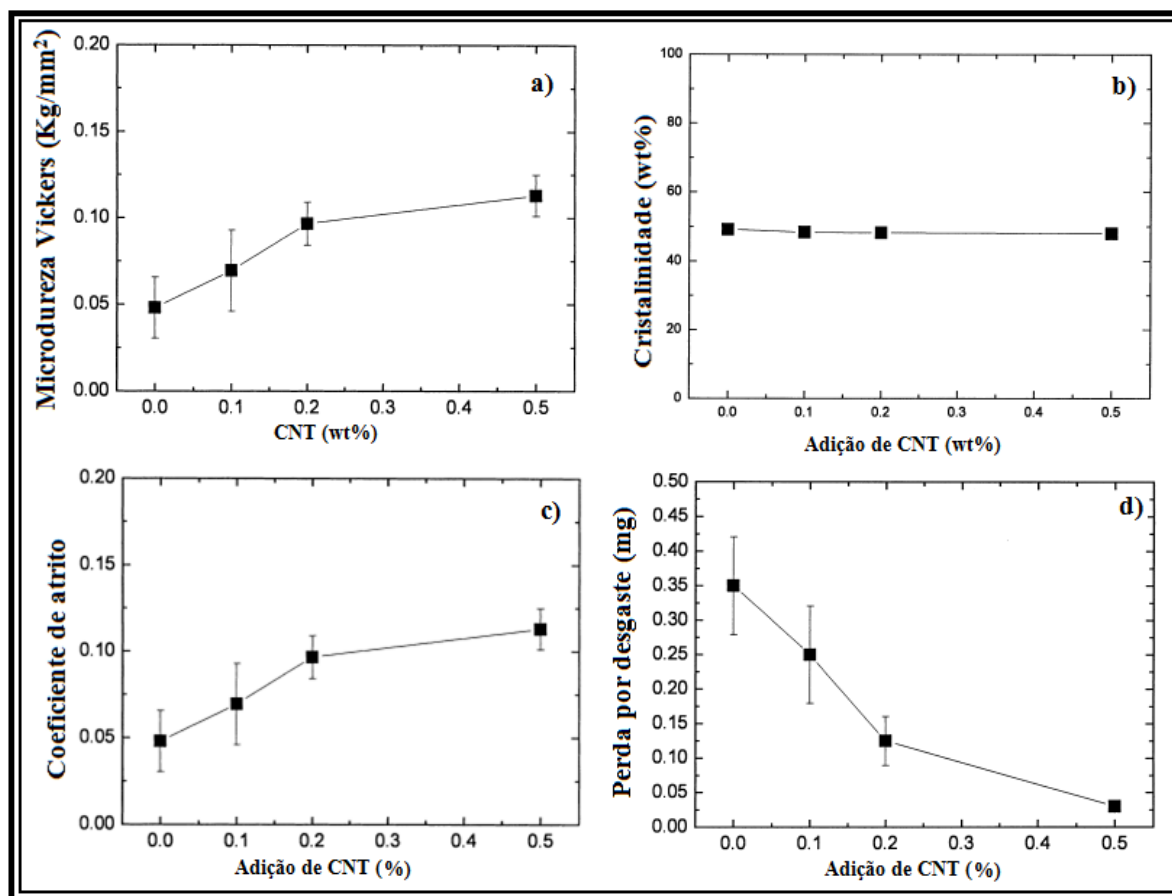 a)
Microdureza Vickers (Kg/mm²)
0.20
0.15
0.10
0.05
0.00
0.0 0.1 0.2 0.3 0.4 0.5
CNT (wt%)
b)
Cristalinidade (wt%)
100
80
60
40
20
0
0.0 0.1 0.2 0.3 0.4 0.5
Adição de CNT (wt%)
c)
Coeficiente de atrito
0.20
0.15
0.10
0.05
0.00
0.0 0.1 0.2 0.3 0.4 0.5
Adição de CNT (%)
d)
Perda por desgaste (mg)
0.50
0.45
0.40
0.35
0.30
0.25
0.20
0.15
0.10
0.05
0.00
0.0 0.1 0.2 0.3 0.4 0.5
Adição de CNT (%)